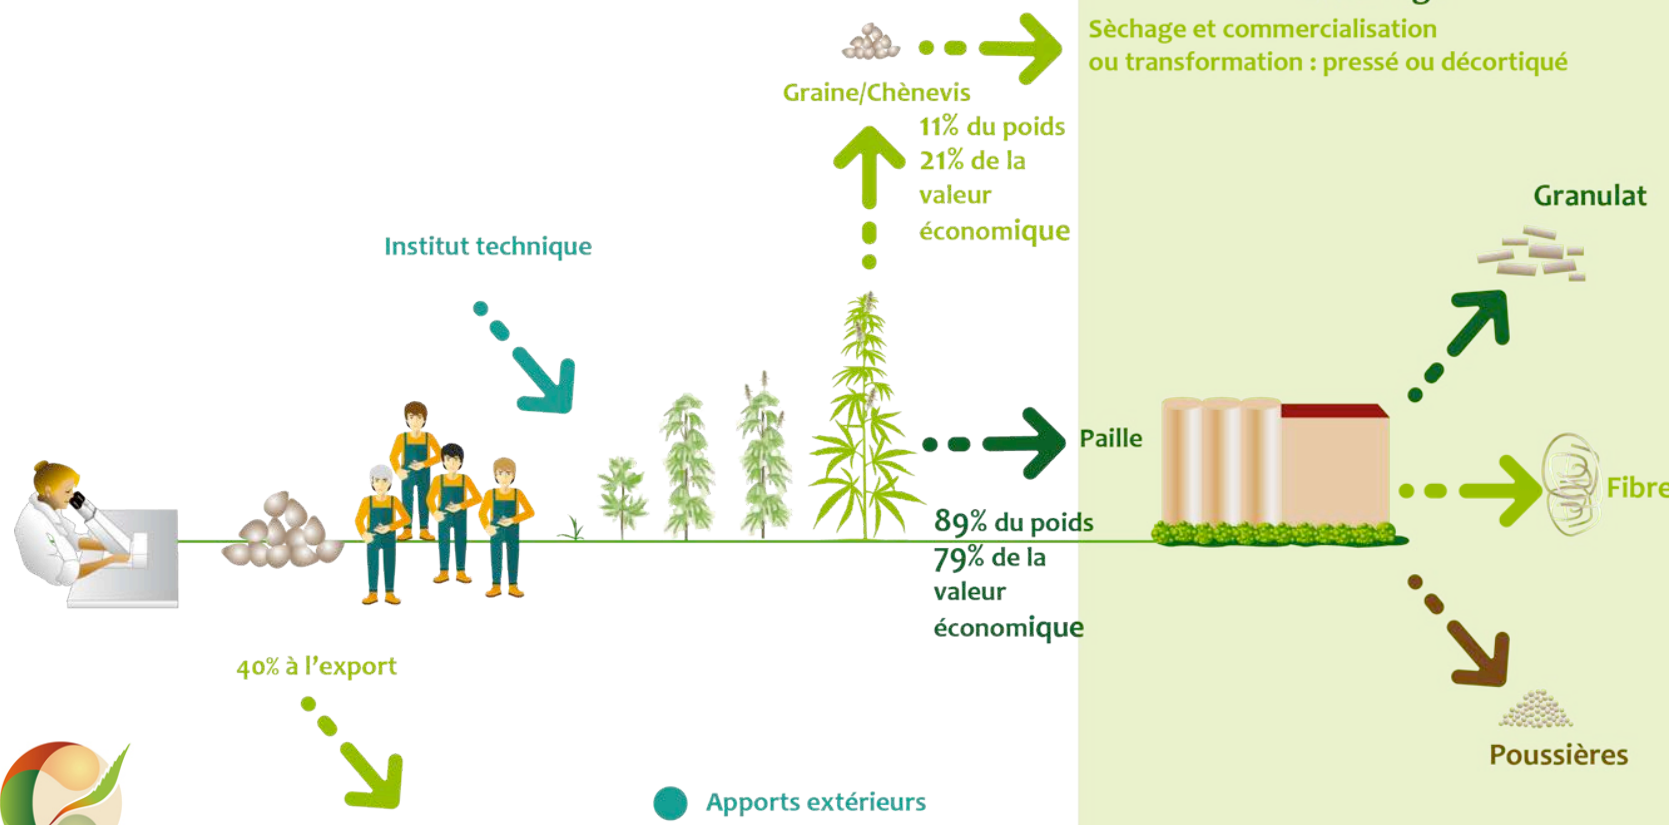 Sèchage et commercialisation
ou transformation : pressé ou décortiqué
Graine/Chènevis
11% du poids
21% de la
valeur
économique
Granulat
Institut technique
Paille
Fibre
89% du poids
79% de la
valeur
économique
40% à l'export
Poussières
Apports extérieurs